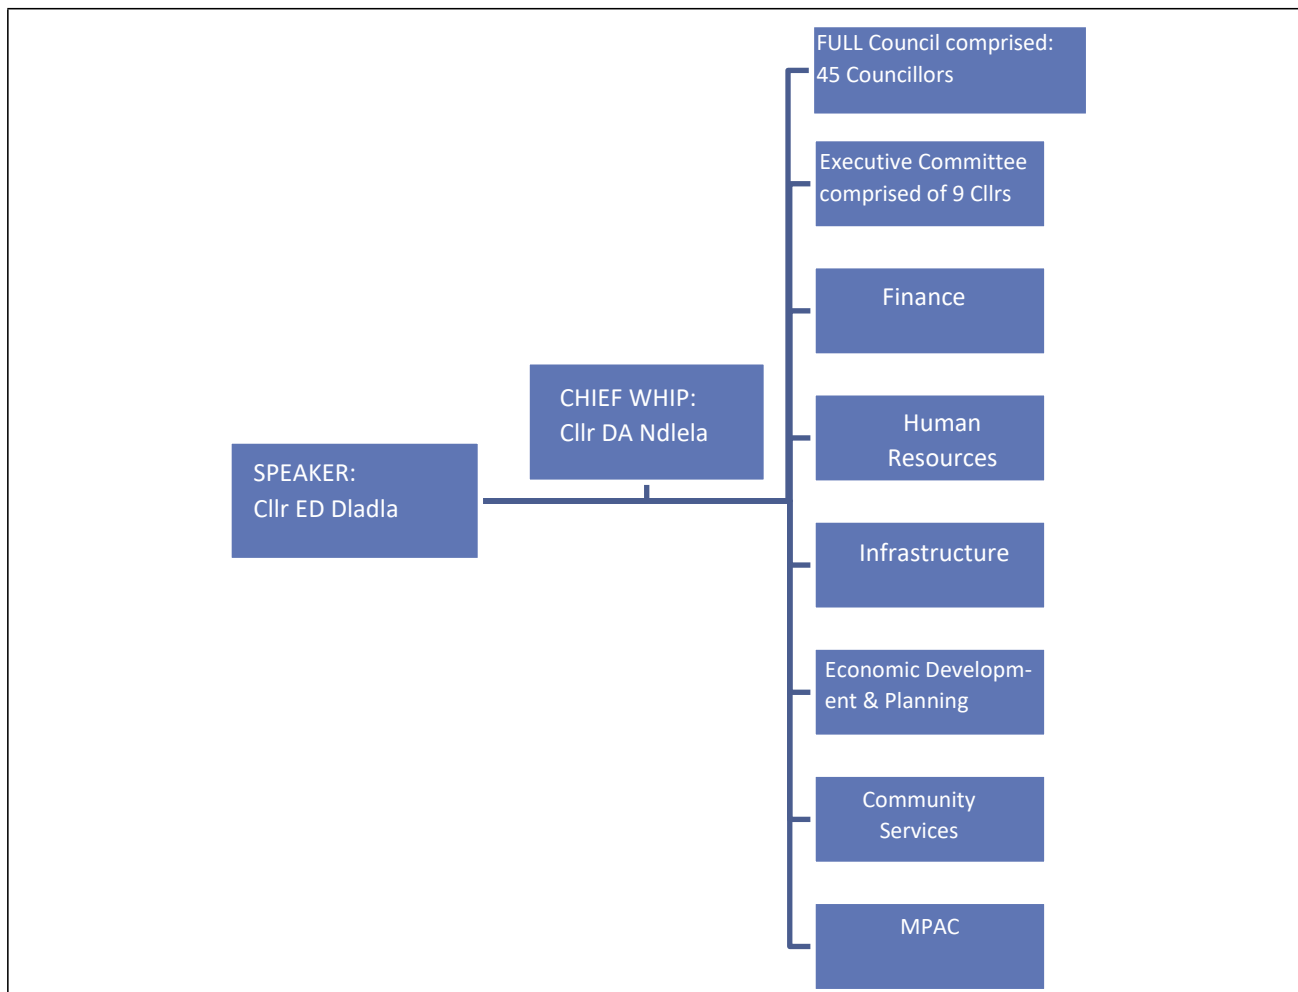 FULL Council comprised:
45 Councillors
Executive Committee
comprised of 9 Cllrs
Finance
CHIEF WHIP:
Cllr DA Ndlela
Human
Resources
SPEAKER:
Cllr ED Dladla
Infrastructure
Economic Developm-
ent & Planning
Community
Services
MPAC